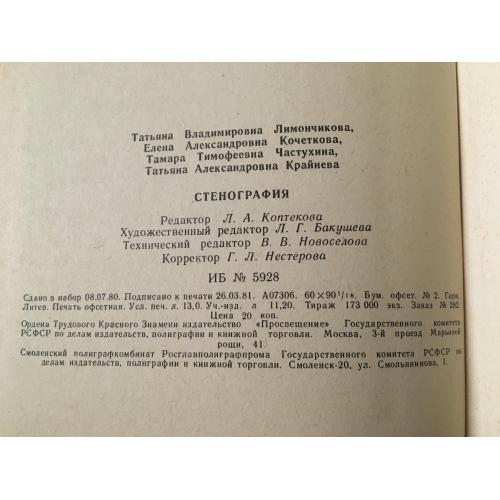 Татьяна Владимировна Лимончикова,
Елена Александровна Кочеткова,
Тамара Тимофеевна Частухина,
Татьяна Александровна Крайнева
СТЕНОГРАФИЯ
Редактор Л. А. Коптекова
Художественный редактор Л. Г. Бакушева
Технический редактор В. В. Новоселова
Корректор Г. Л. Нестерова
ИБ № 5928
Сдано в набор 08.07.80. Подписано к печати 26.03.81. А07306. 60×90¹/₁₆. Бум. офсет. № 2. Гарн.
Литер. Печать офсетная. Усл. печ. л. 13,0. Уч.-изд. л 11,20. Тираж 173 000 экз. Заказ № 282.
Цена 20 коп.
Ордена Трудового Красного Знамени издательство «Просвещение» Государственного комитета
РСФСР по делам издательств, полиграфии и книжной торговли. Москва, 3-й проезд Марьиной
рощи, 41.
Смоленский полиграфкомбинат Росглавполиграфпрома Государственного комитета РСФСР по
делам издательств, полиграфии и книжной торговли. Смоленск-20, ул. Смольянинова, 1.